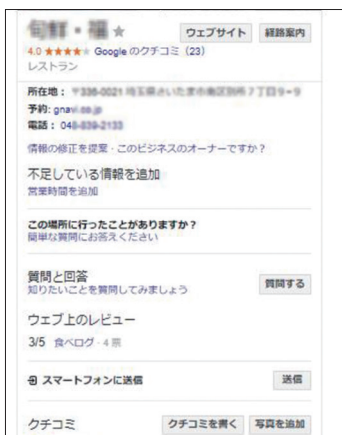 ウェブサイト 経路案内
4.0 ★★★★★ Google のクチコミ（23）
レストラン
所在地：
予約: gnavi
電話： 04
情報の修正を提案・このビジネスのオーナーですか？
不足している情報を追加
営業時間を追加
この場所に行ったことがありますか？
簡単な質問にお答えください
質問と回答
質問する
知りたいことを質問してみましょう
ウェブ上のレビュー
3/5 食べログ · 4 票
スマートフォンに送信 送信
クチコミ クチコミを書く 写真を追加